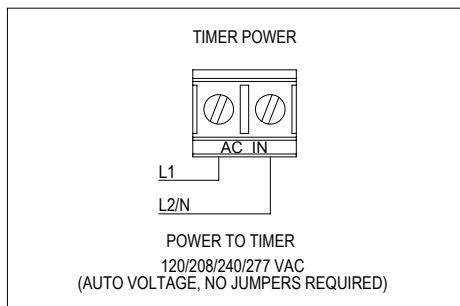 TIMER POWER
AC IN
L1
L2/N
POWER TO TIMER
120/208/240/277 VAC
(AUTO VOLTAGE, NO JUMPERS REQUIRED)